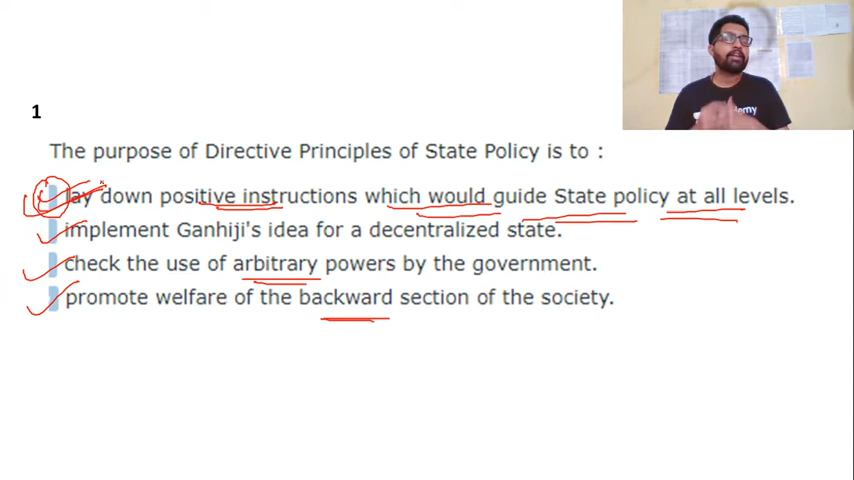 1
The purpose of Directive Principles of State Policy is to :
lay down positive instructions which would guide State policy at all levels.
implement Ganhiji's idea for a decentralized state.
check the use of arbitrary powers by the government.
promote welfare of the backward section of the society.